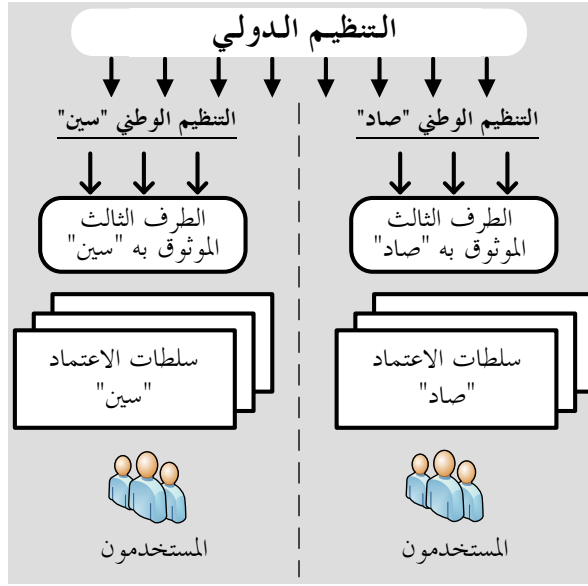 التنظيم الدولي
التنظيم الوطني "صاد"
التنظيم الوطني "سين"
الطرف الثالث
الموثوق به "صاد"
الطرف الثالث
الموثوق به "سين"
سلطات الاعتماد
"صاد"
سلطات الاعتماد
"سين"
المستخدمون
المستخدمون